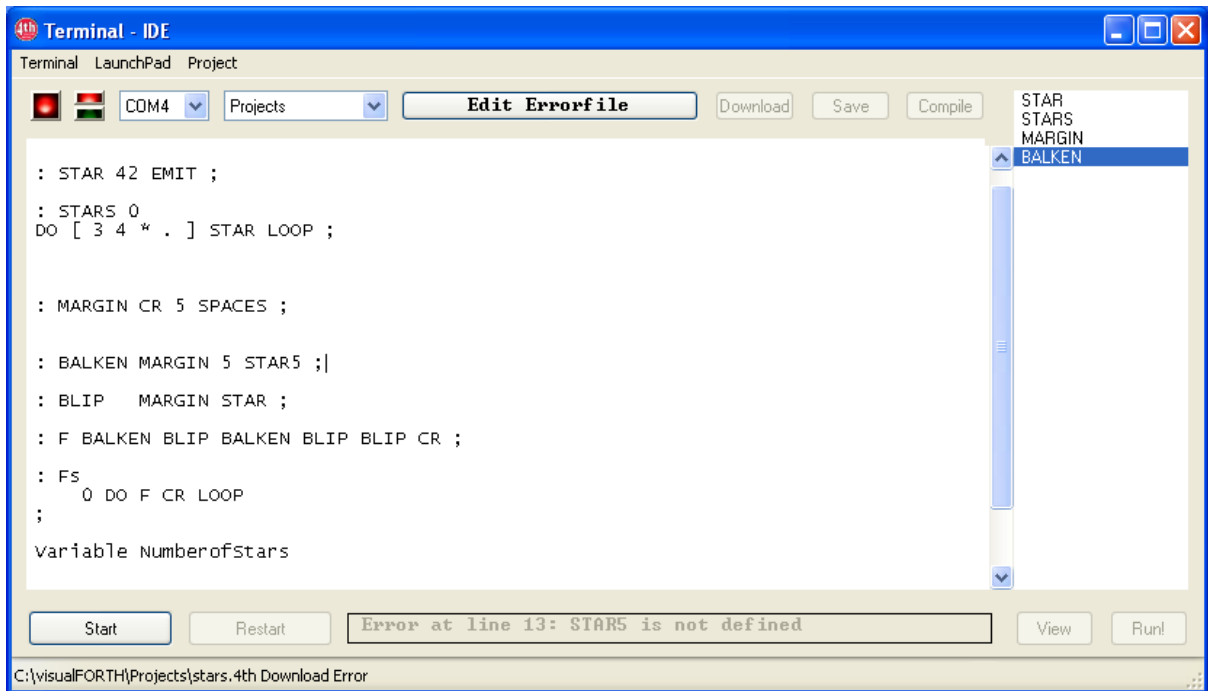 4th Terminal - IDE
Terminal LaunchPad Project
COM4 Projects Edit Errorfile Download Save Compile
STAR
STARS
MARGIN
BALKEN
: STAR 42 EMIT ;
: STARS 0
DO [ 3 4 * . ] STAR LOOP ;
: MARGIN CR 5 SPACES ;
: BALKEN MARGIN 5 STAR5 ;
: BLIP   MARGIN STAR ;
: F BALKEN BLIP BALKEN BLIP BLIP CR ;
: Fs
    0 DO F CR LOOP
;
Variable NumberofStars
Start Restart Error at line 13: STAR5 is not defined View Run!
C:\visualFORTH\Projects\stars.4th Download Error